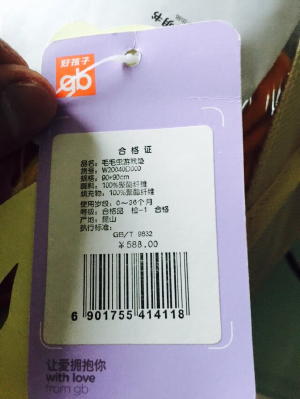 好孩子
gb
合格证
品名：毛毛虫游戏垫
货号：W20040D000
规格：90*90cm
面料：100%聚酯纤维
填充物：100%聚酯纤维
使用年龄段：0～36个月
等级：合格品 检-1 合格
产地：昆山
执行标准：
GB/T 9832
￥588.00
6 901755 414118
让爱拥抱你
with love
from gb